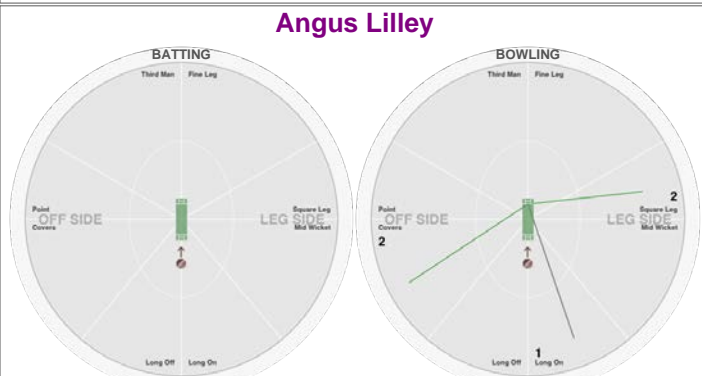 Angus Lilley
BATTING
Third Man Fine Leg
Point
OFF SIDE
Covers
Square Leg
LEG SIDE
Mid Wicket
Long Off Long On
BOWLING
Third Man Fine Leg
Point
OFF SIDE
Covers
2
2
Square Leg
LEG SIDE
Mid Wicket
1
Long Off Long On